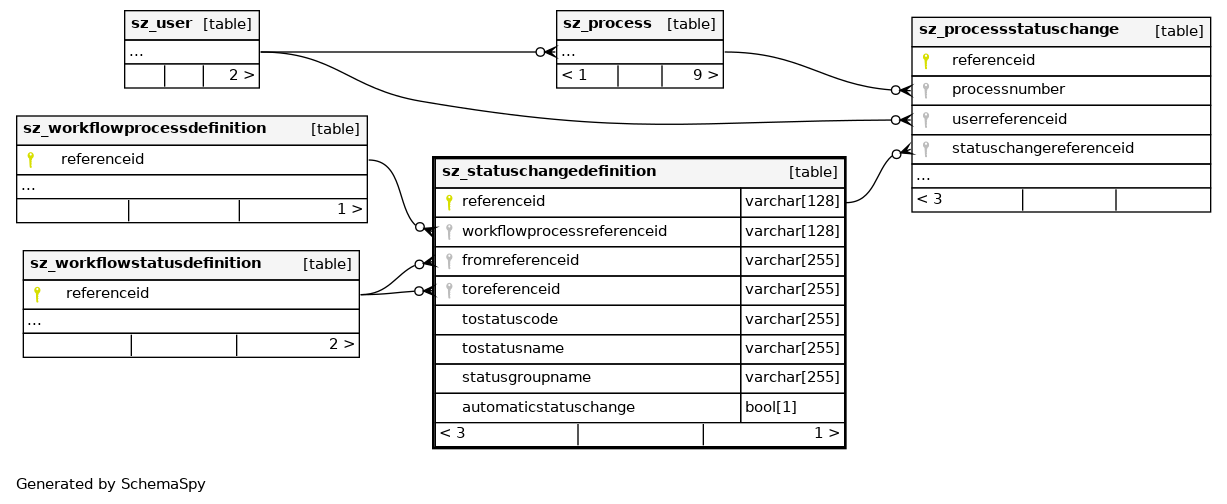 sz_user [table]
...
2 >
sz_process [table]
...
< 1 9 >
sz_processstatuschange [table]
referenceid
processnumber
userreferenceid
statuschangereferenceid
...
< 3
sz_workflowprocessdefinition [table]
referenceid
...
1 >
sz_workflowstatusdefinition [table]
referenceid
...
2 >
sz_statuschangedefinition [table]
referenceid varchar[128]
workflowprocessreferenceid varchar[128]
fromreferenceid varchar[255]
toreferenceid varchar[255]
tostatuscode varchar[255]
tostatusname varchar[255]
statusgroupname varchar[255]
automaticstatuschange bool[1]
< 3 1 >
Generated by SchemaSpy